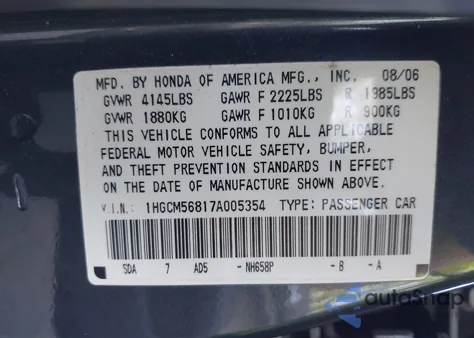 MFD. BY HONDA OF AMERICA MFG., INC. 08/06
GVWR 4145LBS GAWR F 2225LBS R 1985LBS
GVWR 1880KG GAWR F 1010KG R 900KG
THIS VEHICLE CONFORMS TO ALL APPLICABLE
FEDERAL MOTOR VEHICLE SAFETY, BUMPER,
AND THEFT PREVENTION STANDARDS IN EFFECT
ON THE DATE OF MANUFACTURE SHOWN ABOVE.
V.I.N.: 1HGCM56817A005354 TYPE: PASSENGER CAR
SDA 7 AD5 -NH658P -B -A
autoSnap